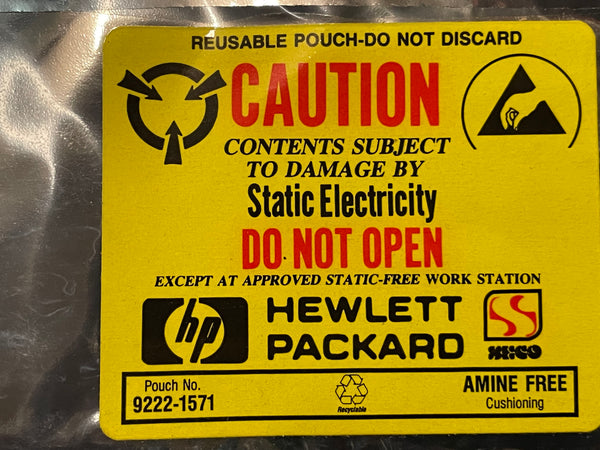 REUSABLE POUCH-DO NOT DISCARD
CAUTION
CONTENTS SUBJECT
TO DAMAGE BY
Static Electricity
DO NOT OPEN
EXCEPT AT APPROVED STATIC-FREE WORK STATION
hp
HEWLETT
PACKARD
Pouch No.
9222-1571
Recyclable
AMINE FREE
Cushioning